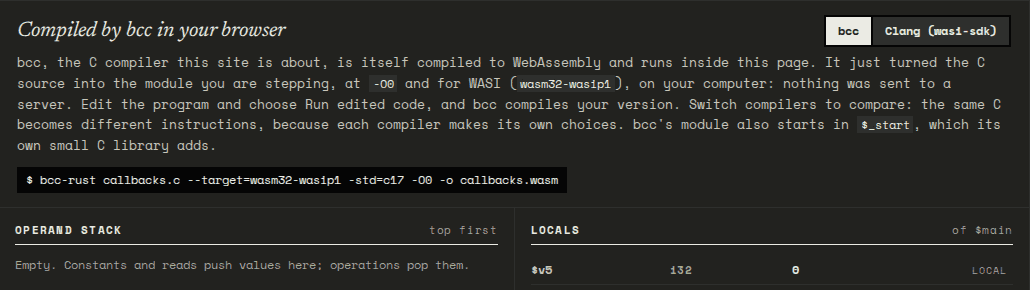 Compiled by bcc in your browser
bcc
Clang (wasi-sdk)
bcc, the C compiler this site is about, is itself compiled to WebAssembly and runs inside this page. It just turned the C
source into the module you are stepping, at -O0 and for WASI (wasm32-wasip1), on your computer: nothing was sent to a
server. Edit the program and choose Run edited code, and bcc compiles your version. Switch compilers to compare: the same C
becomes different instructions, because each compiler makes its own choices. bcc's module also starts in $_start, which its
own small C library adds.
$ bcc-rust callbacks.c --target=wasm32-wasip1 -std=c17 -O0 -o callbacks.wasm
OPERAND STACK
top first
Empty. Constants and reads push values here; operations pop them.
LOCALS
of $main
$v5 i32 0 LOCAL